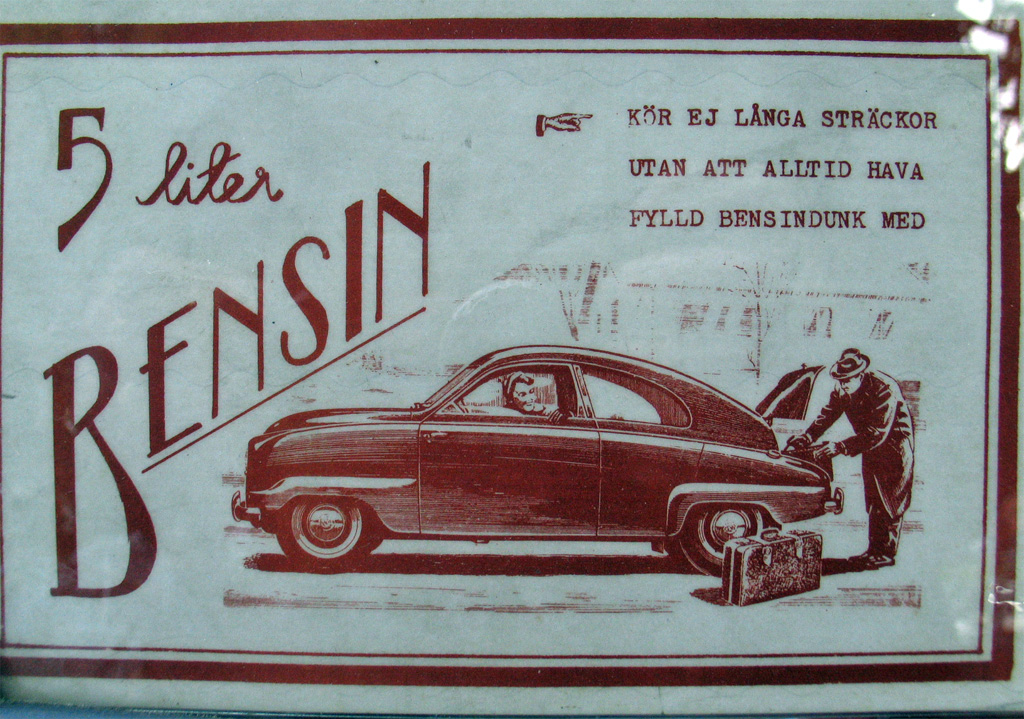 5 liter
BENSIN
KÖR EJ LÅNGA STRÄCKOR
UTAN ATT ALLTID HAVA
FYLLD BENSINDUNK MED